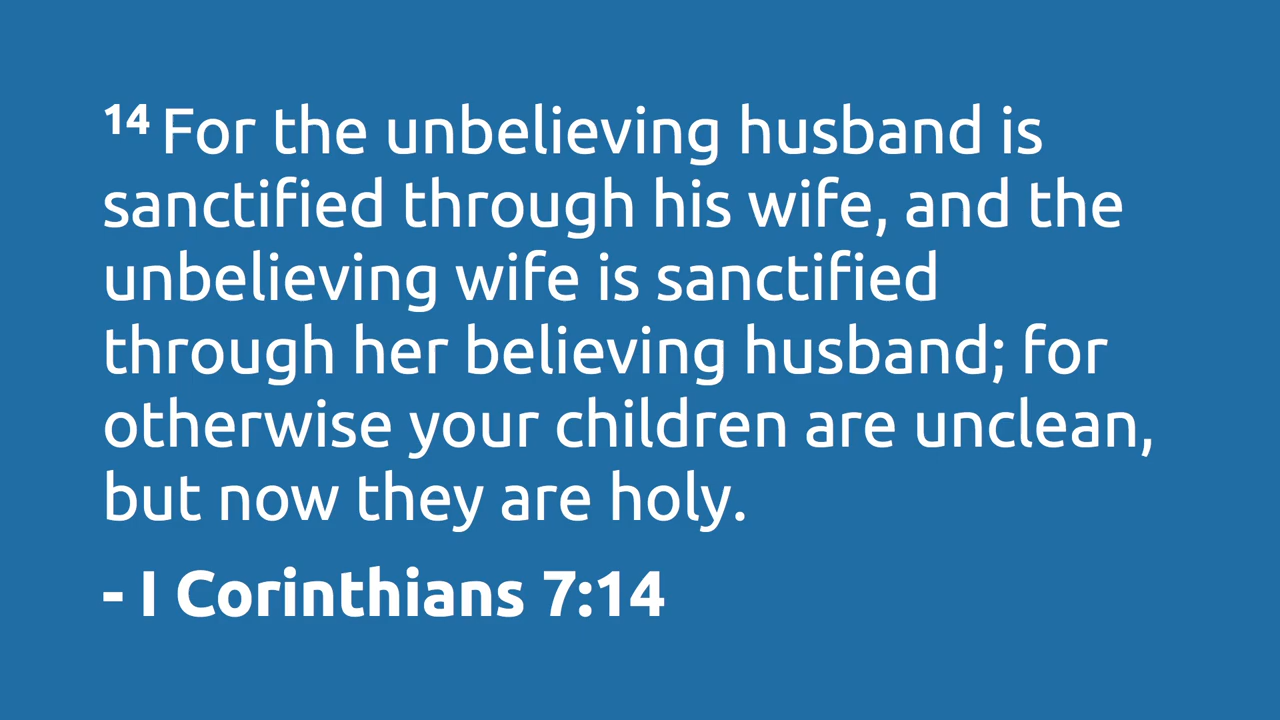 14 For the unbelieving husband is
sanctified through his wife, and the
unbelieving wife is sanctified
through her believing husband; for
otherwise your children are unclean,
but now they are holy.
- I Corinthians 7:14